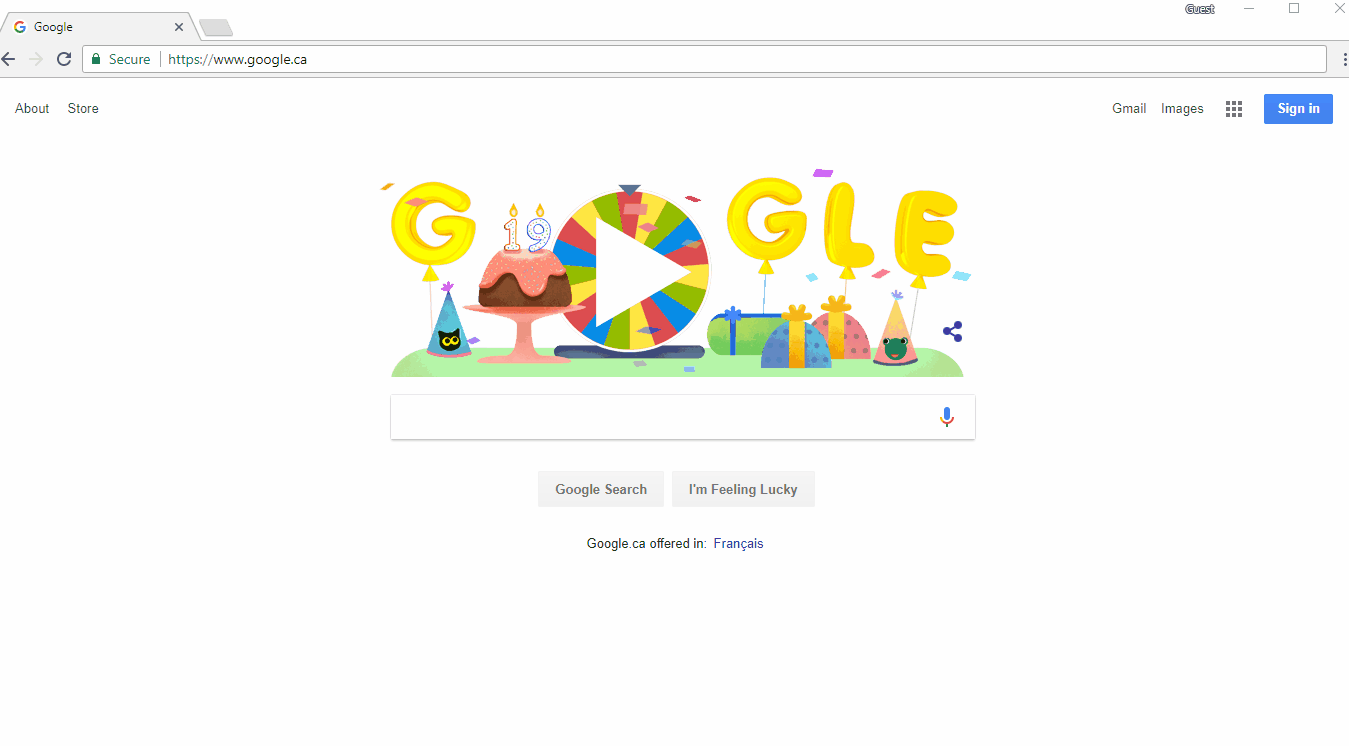 Guest
Google
Secure https://www.google.ca
About Store Gmail Images Sign in
G 19 GLE
Google Search I'm Feeling Lucky
Google.ca offered in: Français